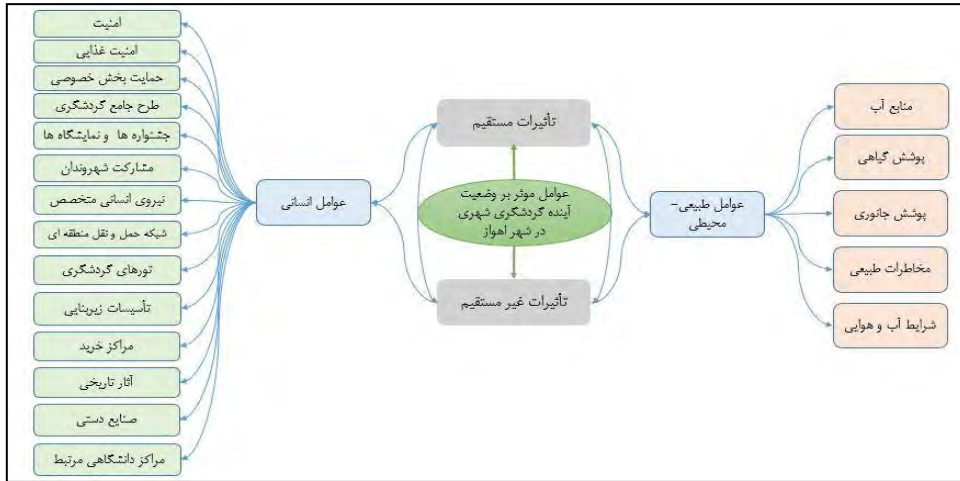 منابع آب
پوشش گیاهی
پوشش جانوری
مخاطرات طبیعی
شرایط آب و هوایی
عوامل طبیعی-
محیطی
تأثیرات مستقیم
عوامل موثر بر وضعیت
آینده گردشگری شهری
در شهر اهواز
تأثیرات غیر مستقیم
عوامل انسانی
امنیت
امنیت غذایی
حمایت بخش خصوصی
طرح جامع گردشگری
جشنواره ها و نمایشگاه ها
مشارکت شهروندان
نیروی انسانی متخصص
شبکه حمل و نقل منطقه ای
تورهای گردشگری
تأسیسات زیربنایی
مراکز خرید
آثار تاریخی
صنایع دستی
مراکز دانشگاهی مرتبط